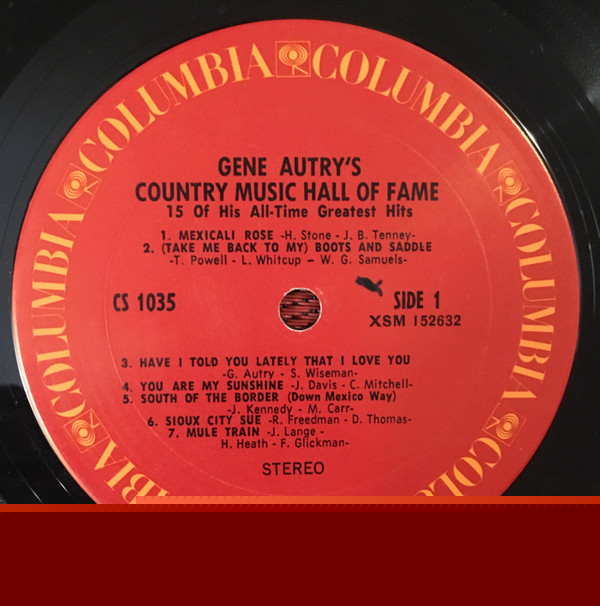 COLUMBIA COLUMBIA COLUMBIA COLUMBIA COLUMBIA COLUMBIA
GENE AUTRY'S
COUNTRY MUSIC HALL OF FAME
15 Of His All-Time Greatest Hits
1. MEXICALI ROSE -H. Stone - J. B. Tenney-
2. (TAKE ME BACK TO MY) BOOTS AND SADDLE
-T. Powell - L. Whitcup - W. G. Samuels-
CS 1035
SIDE 1
XSM 152632
3. HAVE I TOLD YOU LATELY THAT I LOVE YOU
-G. Autry - S. Wiseman-
4. YOU ARE MY SUNSHINE -J. Davis - C. Mitchell-
5. SOUTH OF THE BORDER (Down Mexico Way)
-J. Kennedy - M. Carr-
6. SIOUX CITY SUE -R. Freedman - D. Thomas-
7. MULE TRAIN -J. Lange -
H. Heath - F. Glickman-
STEREO